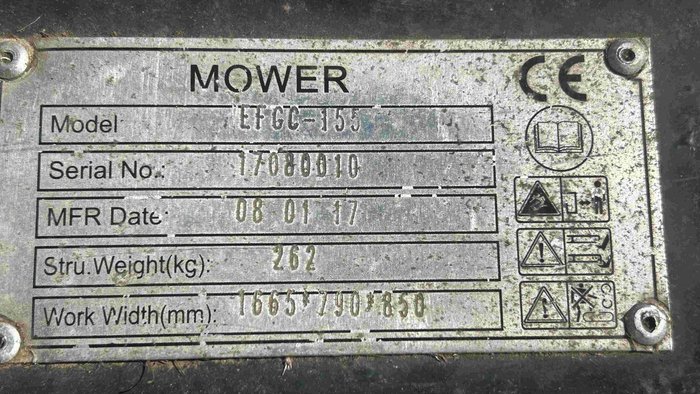 MOWER
CE
Model EFGC-155
Serial No.: 17080010
MFR Date: 08 01 17
Stru.Weight(kg): 262
Work Width(mm): 1665*790*850